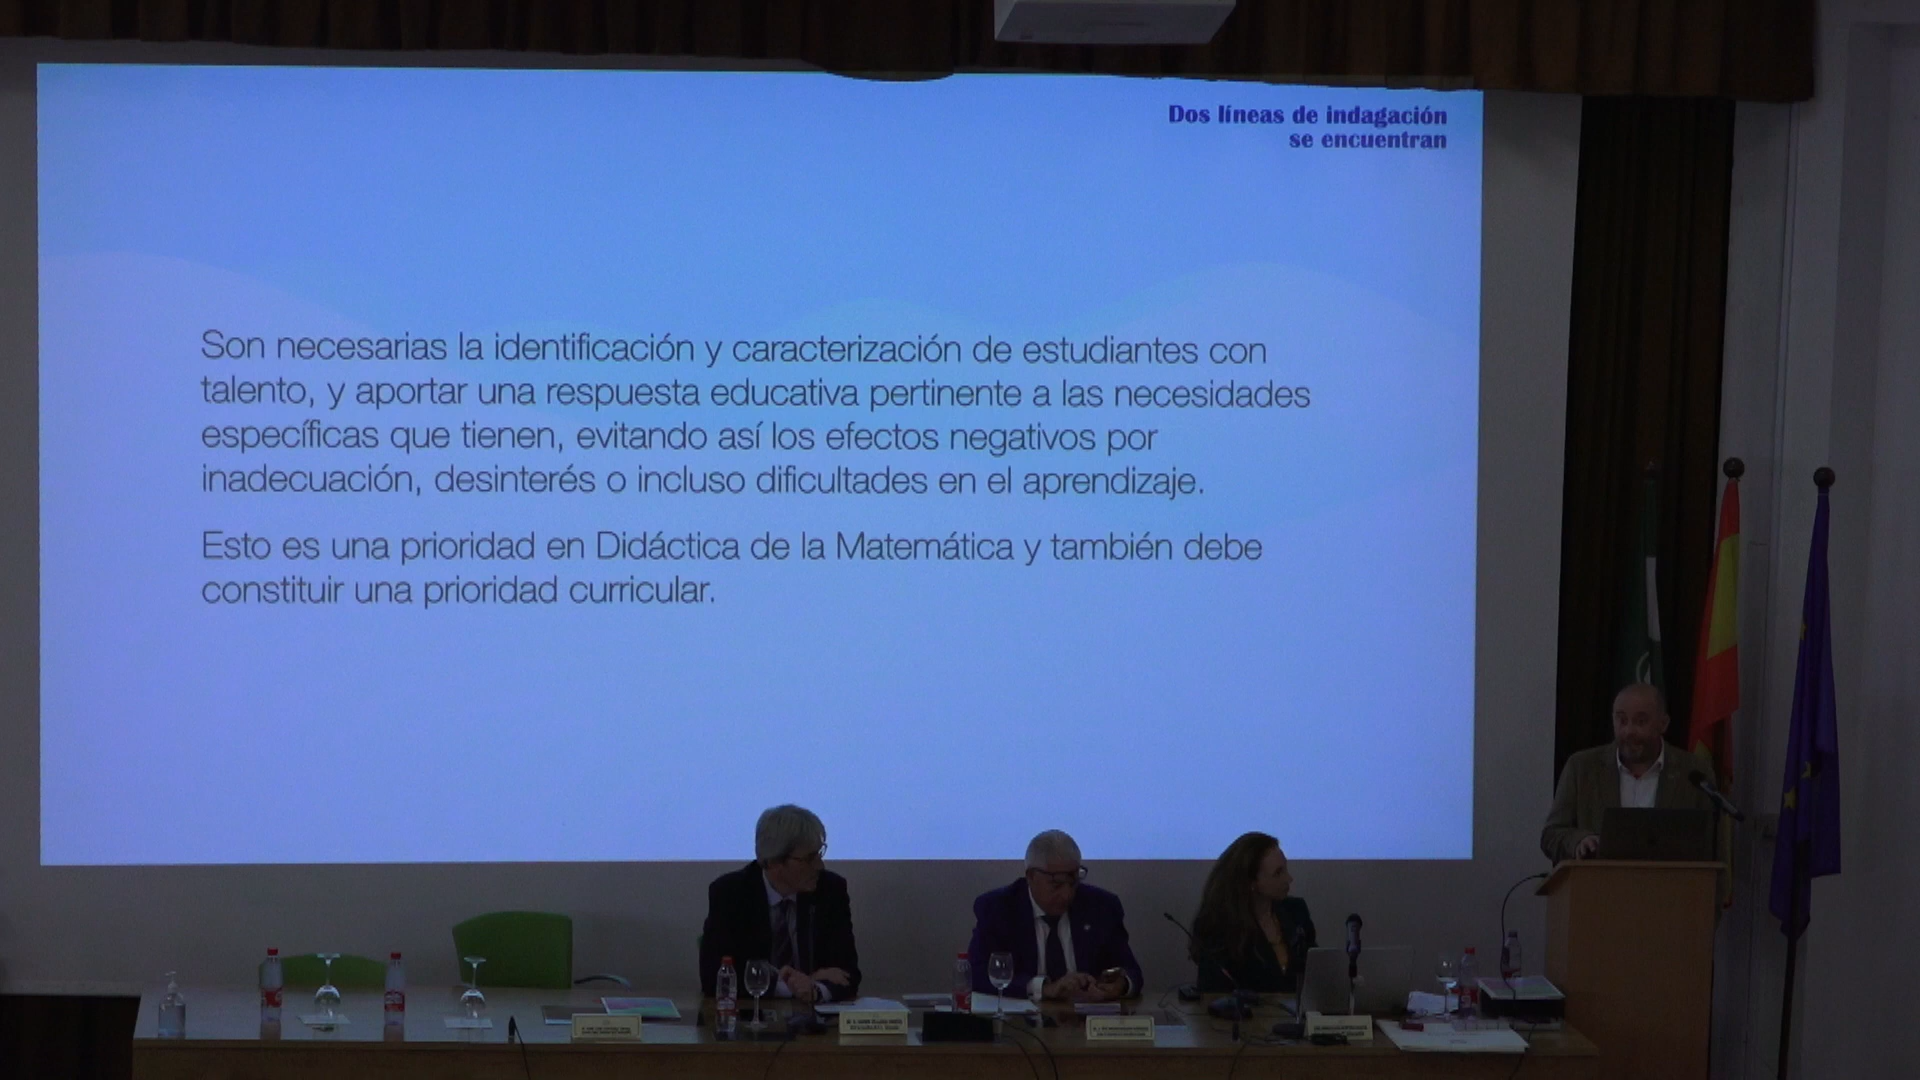 Dos líneas de indagación
se encuentran
Son necesarias la identificación y caracterización de estudiantes con
talento, y aportar una respuesta educativa pertinente a las necesidades
específicas que tienen, evitando así los efectos negativos por
inadecuación, desinterés o incluso dificultades en el aprendizaje.
Esto es una prioridad en Didáctica de la Matemática y también debe
constituir una prioridad curricular.